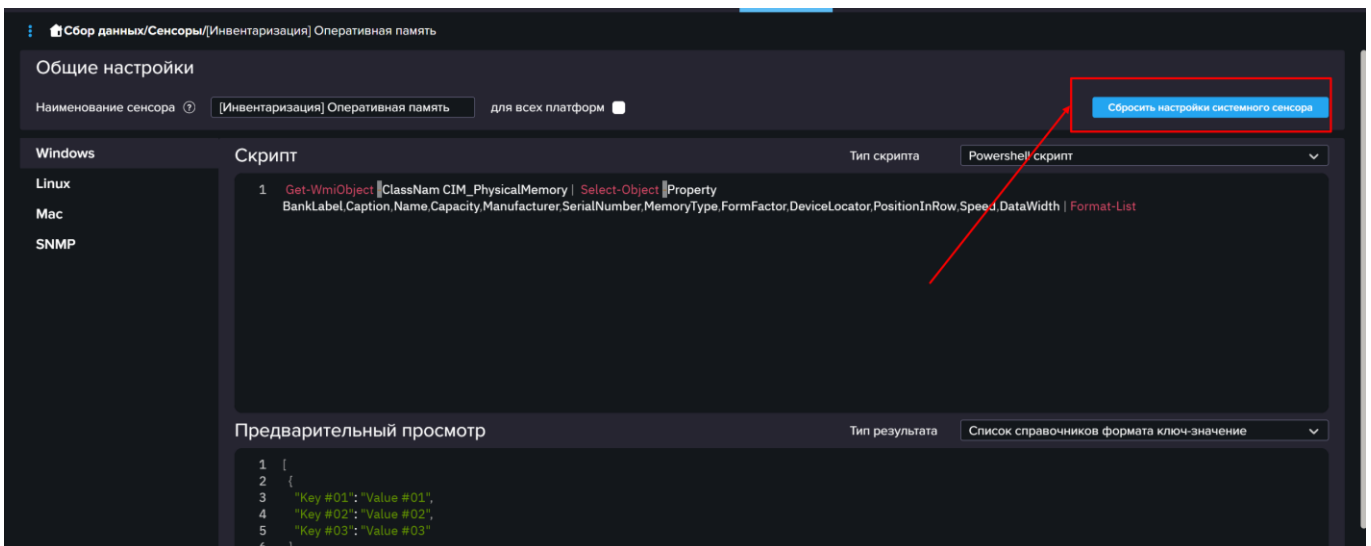 Сбор данных/Сенсоры/[Инвентаризация] Оперативная память
Общие настройки
Наименование сенсора ? [Инвентаризация] Оперативная память для всех платформ Сбросить настройки системного сенсора
Windows
Linux
Mac
SNMP
Скрипт Тип скрипта Powershell скрипт
1 Get-WmiObject ClassNam CIM_PhysicalMemory | Select-Object Property
BankLabel,Caption,Name,Capacity,Manufacturer,SerialNumber,MemoryType,FormFactor,DeviceLocator,PositionInRow,Speed,DataWidth | Format-List
Предварительный просмотр Тип результата Список справочников формата ключ-значение
1 [
2 {
3 "Key #01": "Value #01",
4 "Key #02": "Value #02",
5 "Key #03": "Value #03"